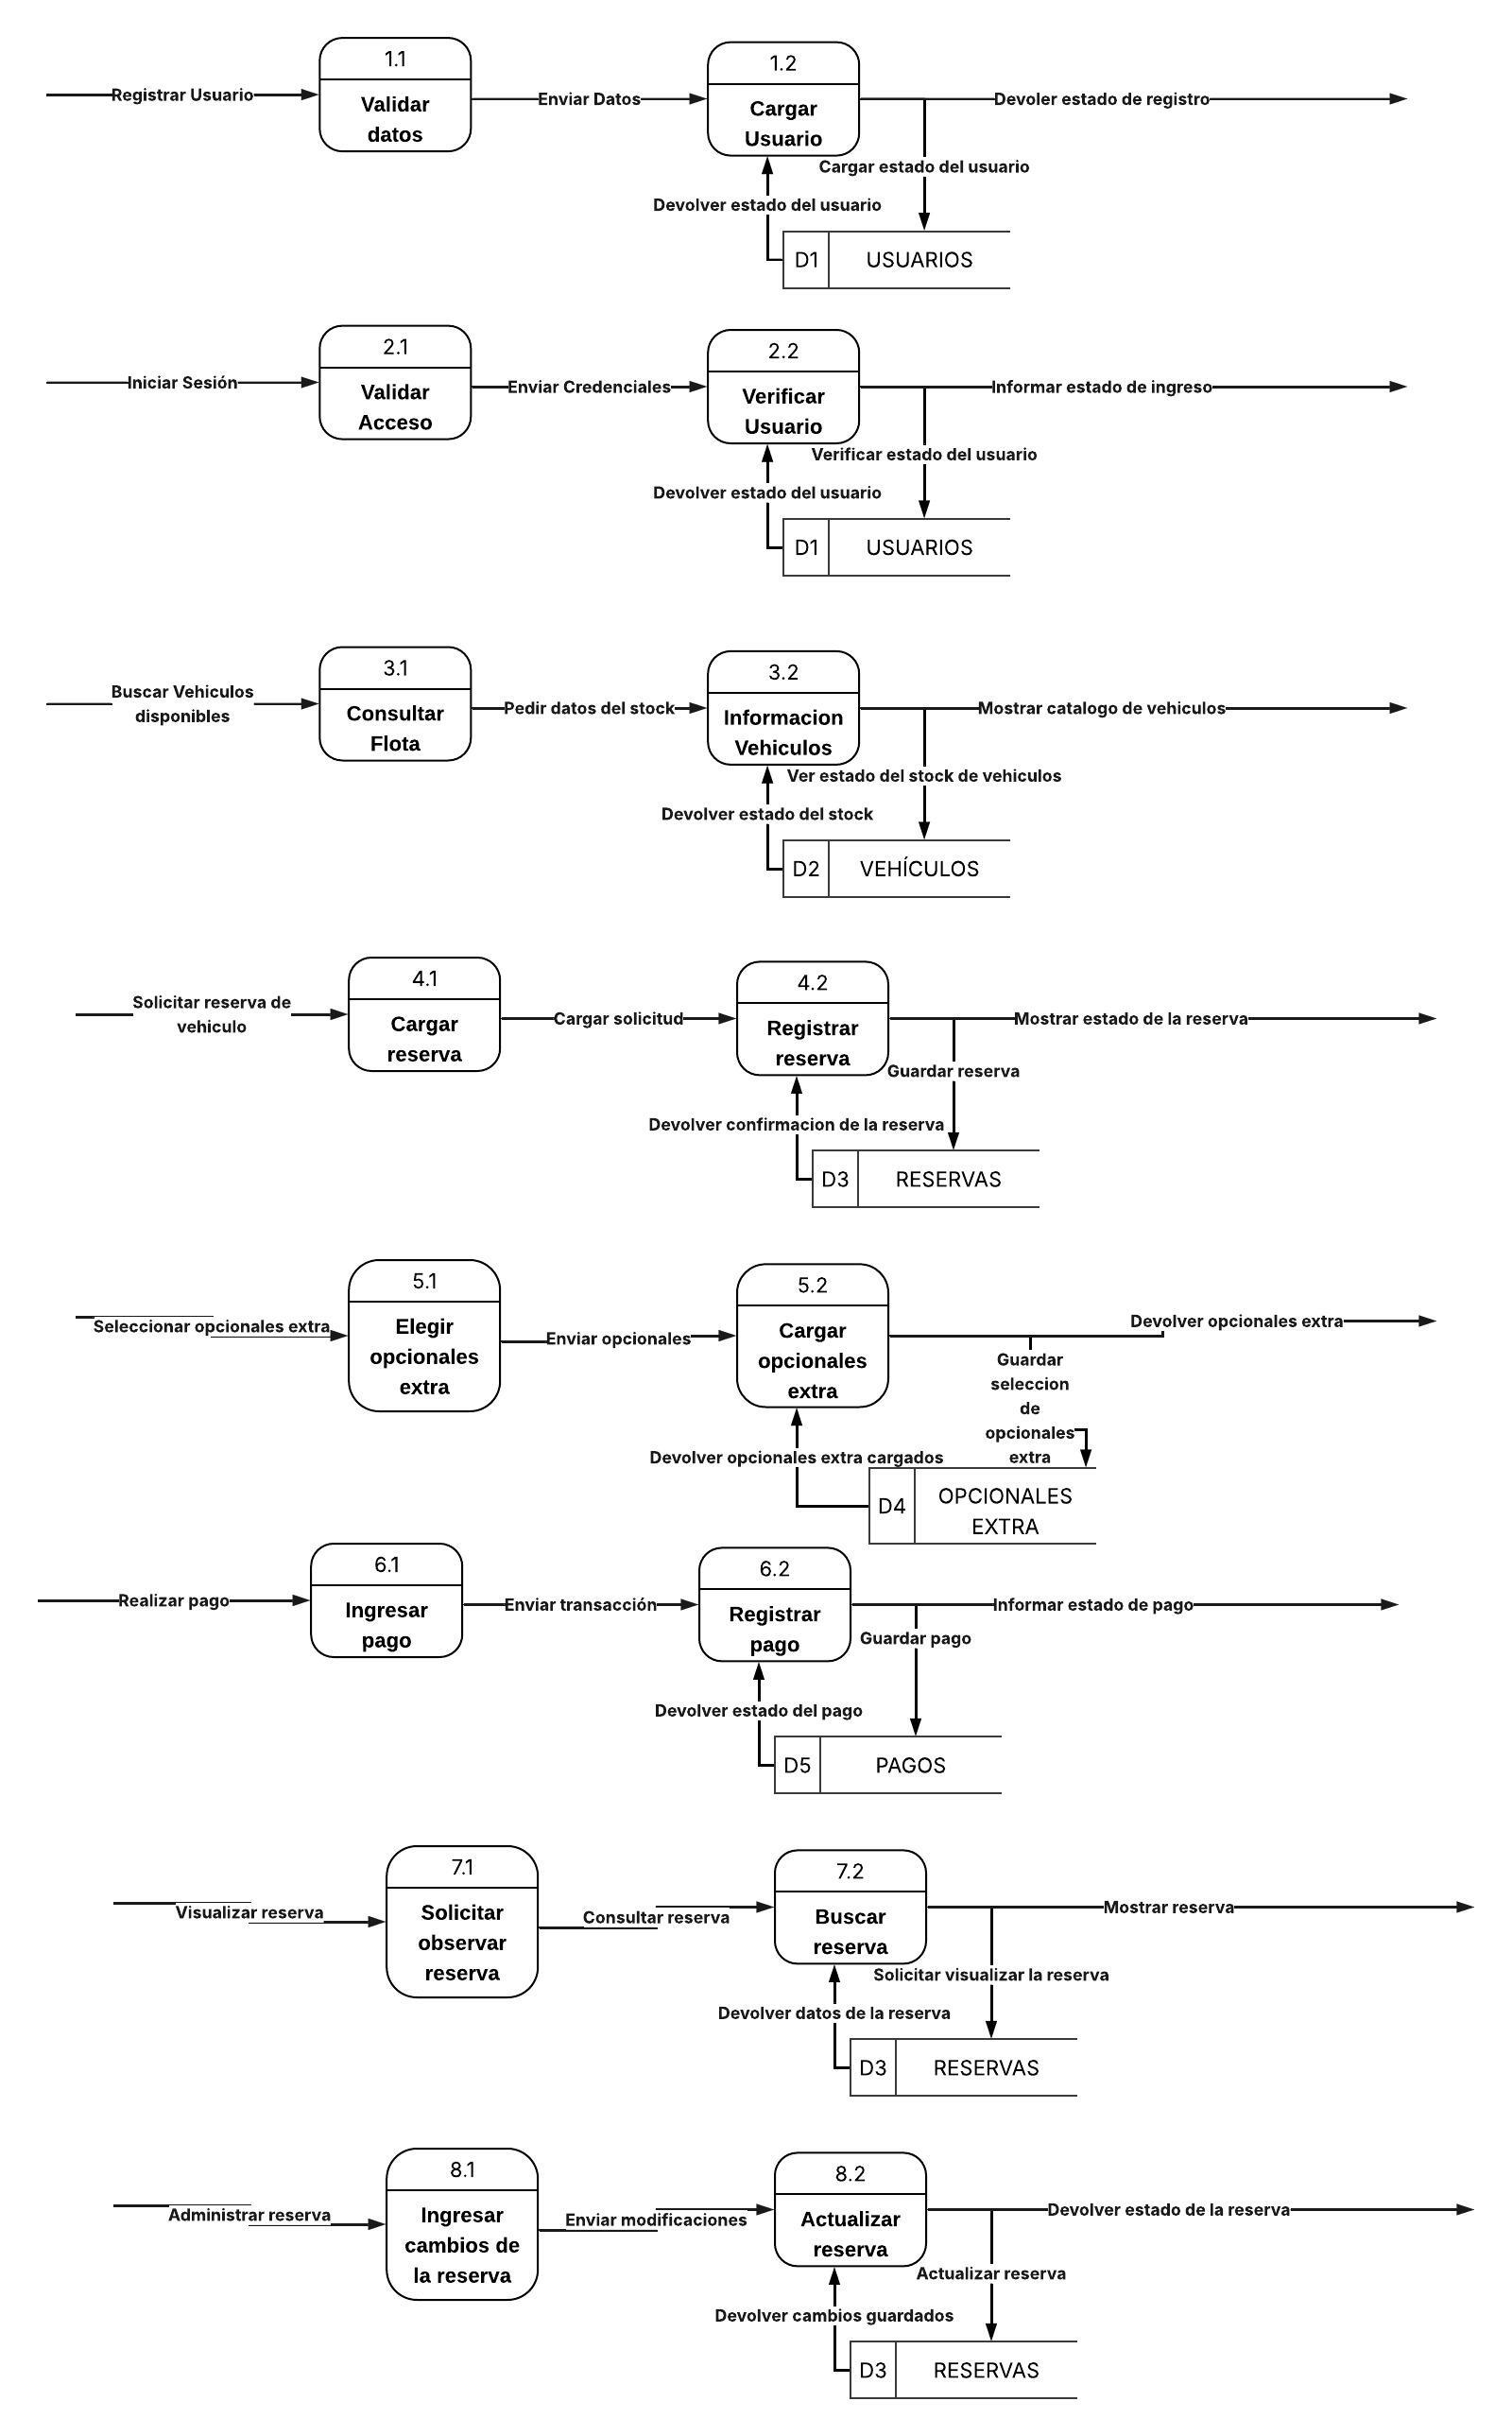 1.1
Registrar Usuario
Validar
datos
Enviar Datos
1.2
Cargar
Usuario
Devoler estado de registro
Cargar estado del usuario
Devolver estado del usuario
D1
USUARIOS
2.1
Iniciar Sesión
Validar
Acceso
Enviar Credenciales
2.2
Verificar
Usuario
Informar estado de ingreso
Verificar estado del usuario
Devolver estado del usuario
D1
USUARIOS
3.1
Buscar Vehiculos
disponibles
Consultar
Flota
Pedir datos del stock
3.2
Informacion
Vehiculos
Mostrar catalogo de vehiculos
Ver estado del stock de vehiculos
Devolver estado del stock
D2
VEHÍCULOS
4.1
Solicitar reserva de
vehiculo
Cargar
reserva
Cargar solicitud
4.2
Registrar
reserva
Mostrar estado de la reserva
Guardar reserva
Devolver confirmacion de la reserva
D3
RESERVAS
5.1
Seleccionar opcionales extra
Elegir
opcionales
extra
Enviar opcionales
5.2
Cargar
opcionales
extra
Devolver opcionales extra
Guardar
seleccion
de
opcionales
extra
Devolver opcionales extra cargados
D4
OPCIONALES
EXTRA
6.1
Realizar pago
Ingresar
pago
Enviar transacción
6.2
Registrar
pago
Informar estado de pago
Guardar pago
Devolver estado del pago
D5
PAGOS
7.1
Visualizar reserva
Solicitar
observar
reserva
Consultar reserva
7.2
Buscar
reserva
Mostrar reserva
Solicitar visualizar la reserva
Devolver datos de la reserva
D3
RESERVAS
8.1
Administrar reserva
Ingresar
cambios de
la reserva
Enviar modificaciones
8.2
Actualizar
reserva
Devolver estado de la reserva
Actualizar reserva
Devolver cambios guardados
D3
RESERVAS